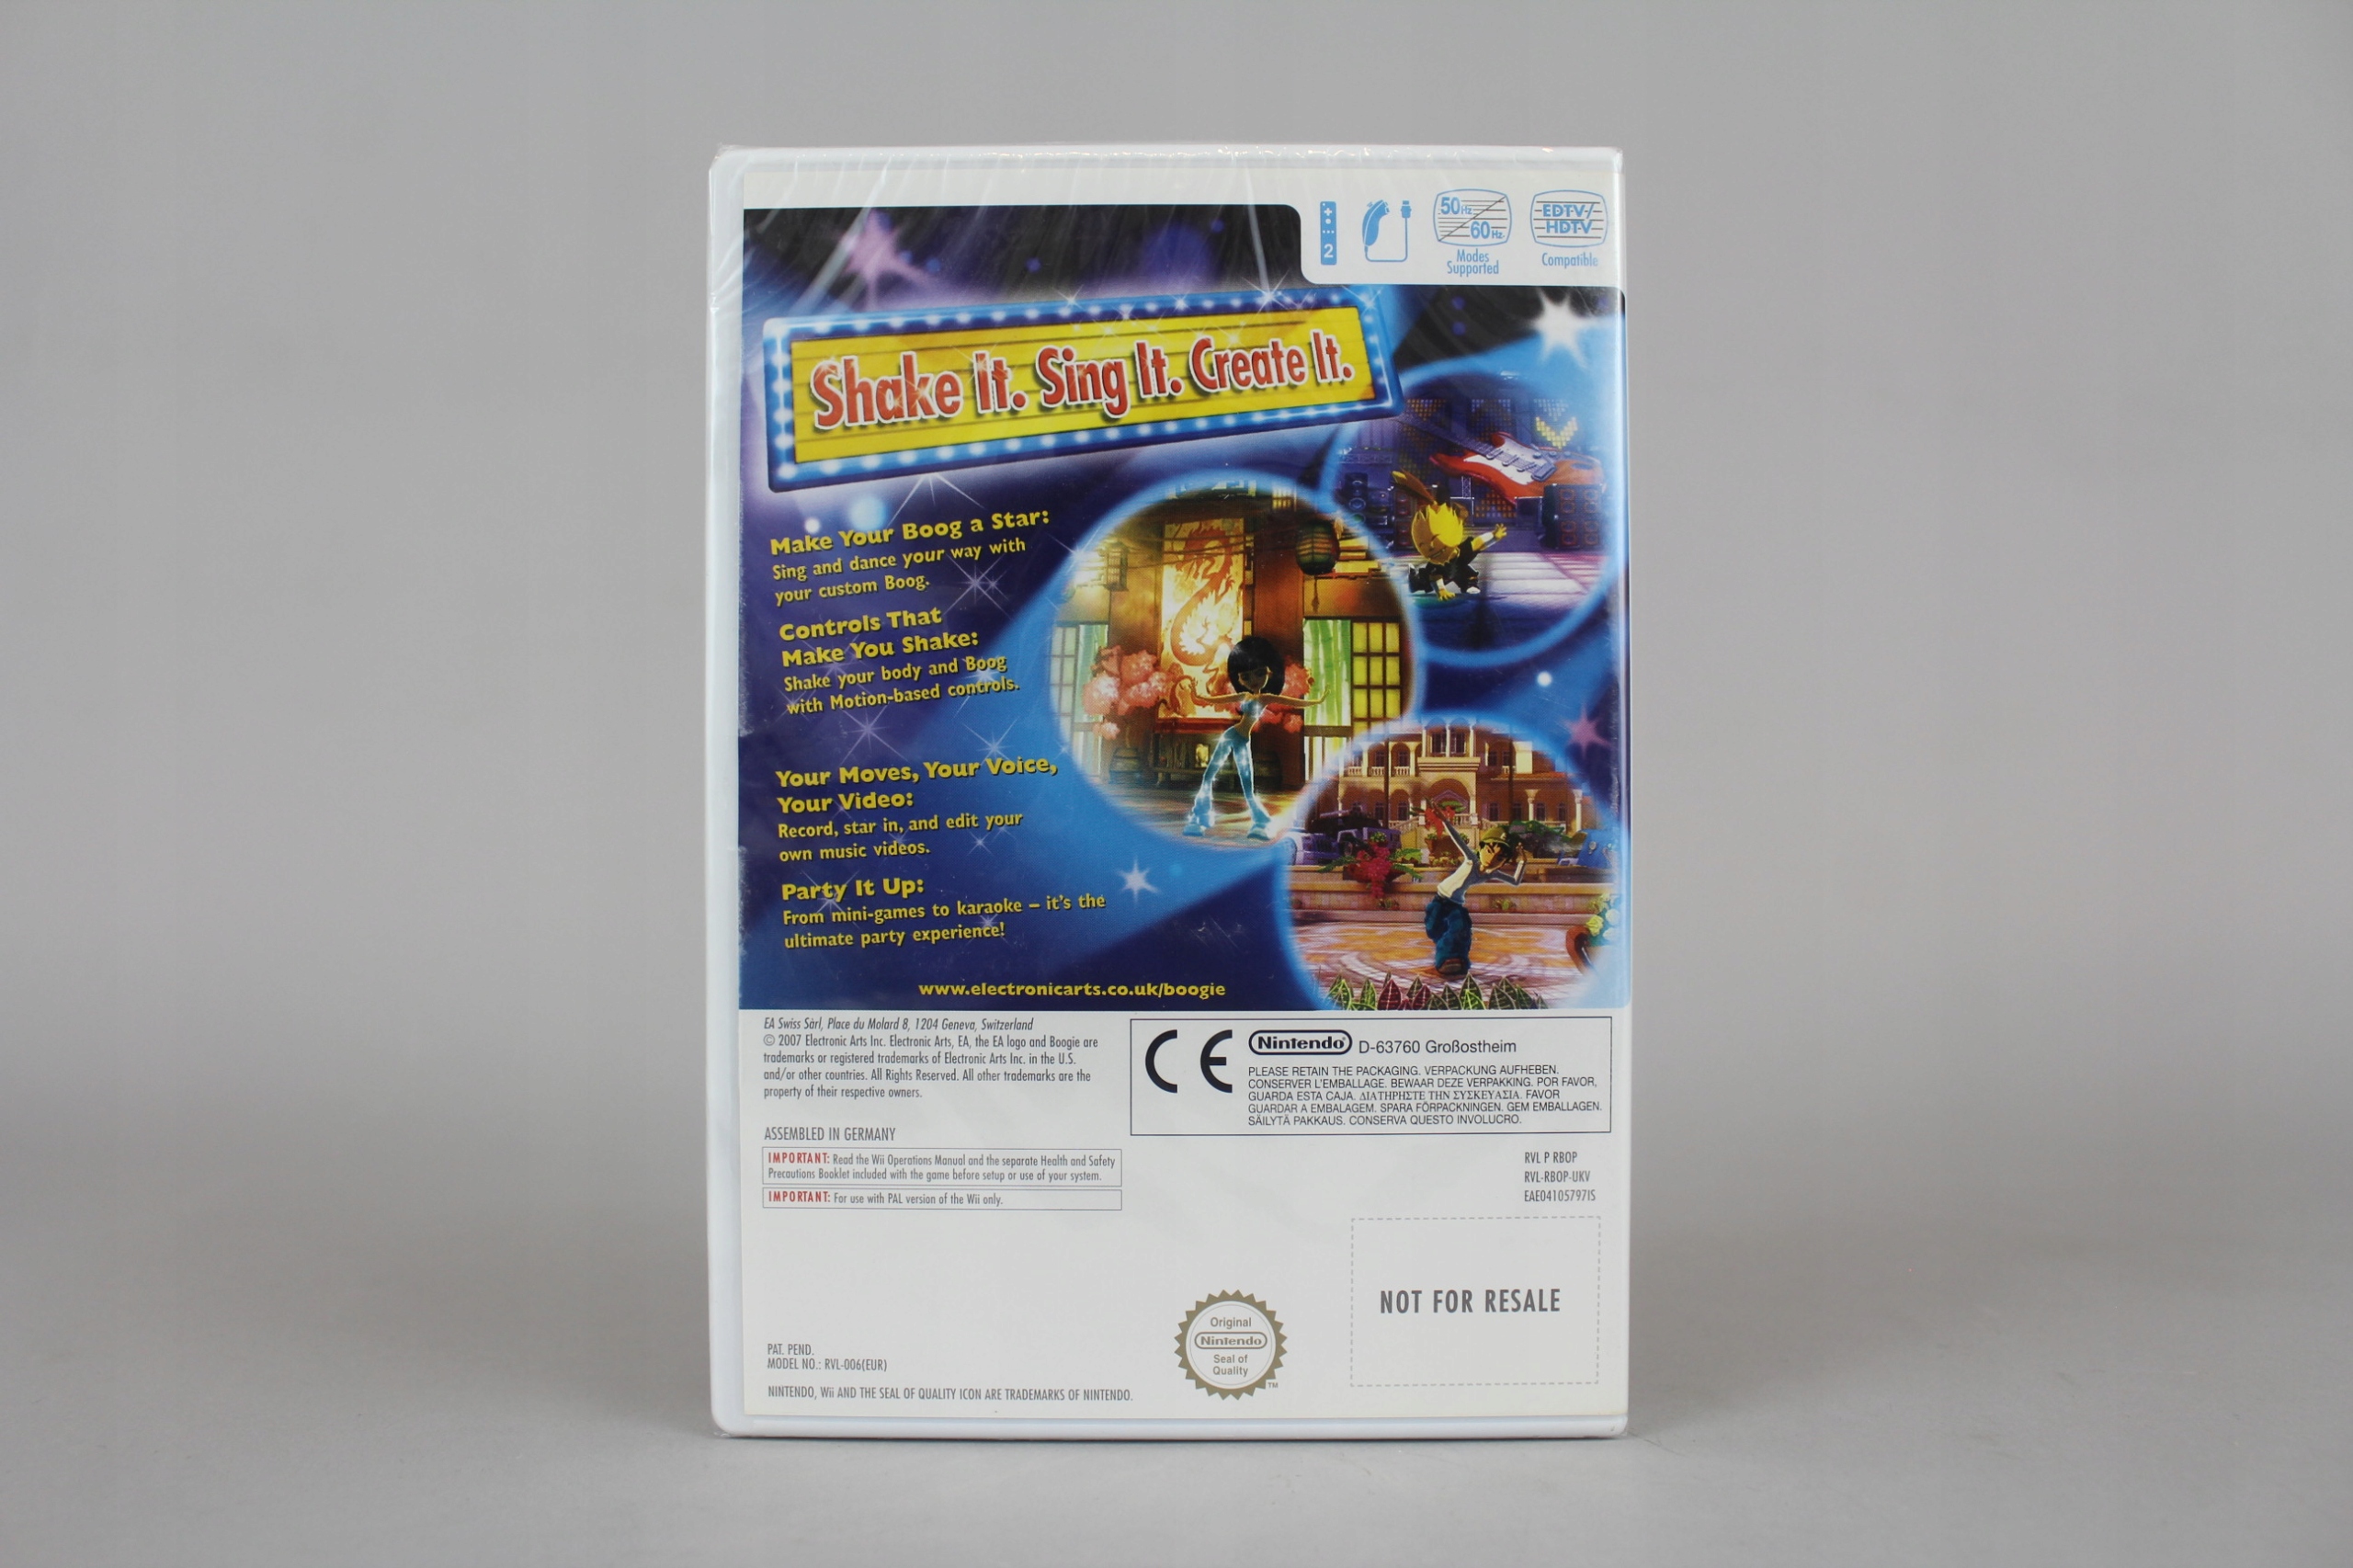 2
50Hz
60Hz
Modes
Supported
EDTV/
HDTV
Compatible
Shake It. Sing It. Create It.
Make Your Boog a Star:
Sing and dance your way with
your custom Boog.
Controls That
Make You Shake:
Shake your body and Boog
with Motion-based controls.
Your Moves, Your Voice,
Your Video:
Record, star in, and edit your
own music videos.
Party It Up:
From mini-games to karaoke – it's the
ultimate party experience!
www.electronicarts.co.uk/boogie
EA Swiss Sàrl, Place du Molard 8, 1204 Geneva, Switzerland
© 2007 Electronic Arts Inc. Electronic Arts, EA, the EA logo and Boogie are
trademarks or registered trademarks of Electronic Arts Inc. in the U.S.
and/or other countries. All Rights Reserved. All other trademarks are the
property of their respective owners.
CE
Nintendo® D-63760 Großostheim
PLEASE RETAIN THE PACKAGING. VERPACKUNG AUFHEBEN.
CONSERVER L'EMBALLAGE. BEWAAR DEZE VERPAKKING. POR FAVOR,
GUARDA ESTA CAJA. ΔΙΑΤΗΡΗΣΤΕ ΤΗΝ ΣΥΣΚΕΥΑΣΙΑ. FAVOR
GUARDAR A EMBALAGEM. SPARA FÖRPACKNINGEN. GEM EMBALLAGEN.
SÄILYTÄ PAKKAUS. CONSERVA QUESTO INVOLUCRO.
ASSEMBLED IN GERMANY
IMPORTANT: Read the Wii Operations Manual and the separate Health and Safety
Precautions Booklet included with the game before setup or use of your system.
IMPORTANT: For use with PAL version of the Wii only.
RVL P RBOP
RVL-RBOP-UKV
EAE04105797IS
NOT FOR RESALE
Original
Nintendo
Seal of
Quality
TM
PAT. PEND.
MODEL NO.: RVL-006(EUR)
NINTENDO, Wii AND THE SEAL OF QUALITY ICON ARE TRADEMARKS OF NINTENDO.